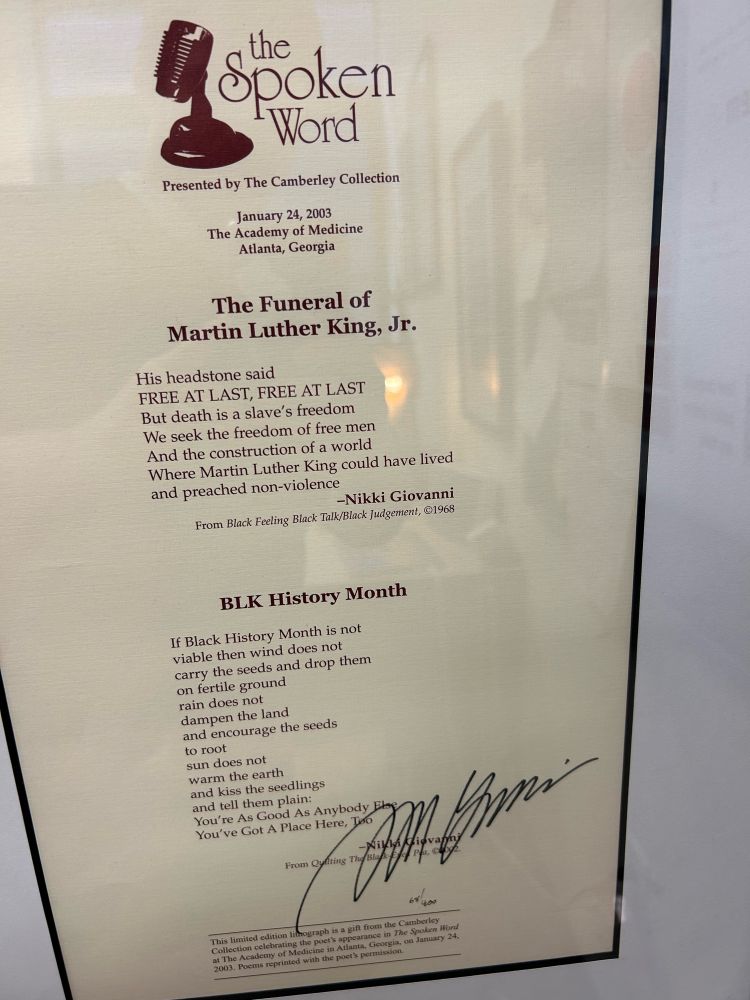 the
Spoken
Word
Presented by The Camberley Collection
January 24, 2003
The Academy of Medicine
Atlanta, Georgia
The Funeral of
Martin Luther King, Jr.
His headstone said
FREE AT LAST, FREE AT LAST
But death is a slave's freedom
We seek the freedom of free men
And the construction of a world
Where Martin Luther King could have lived
and preached non-violence
–Nikki Giovanni
From Black Feeling Black Talk/Black Judgement, ©1968
BLK History Month
If Black History Month is not
viable then wind does not
carry the seeds and drop them
on fertile ground
rain does not
dampen the land
and encourage the seeds
to root
sun does not
warm the earth
and kiss the seedlings
and tell them plain:
You're As Good As Anybody Else
You've Got A Place Here, Too
–Nikki Giovanni
From Quilting The Black-Eyed Pea, ©2002.
/400
This limited edition lithograph is a gift from the Camberley
Collection celebrating the poet's appearance in The Spoken Word
at The Academy of Medicine in Atlanta, Georgia, on January 24,
2003. Poems reprinted with the poet's permission.